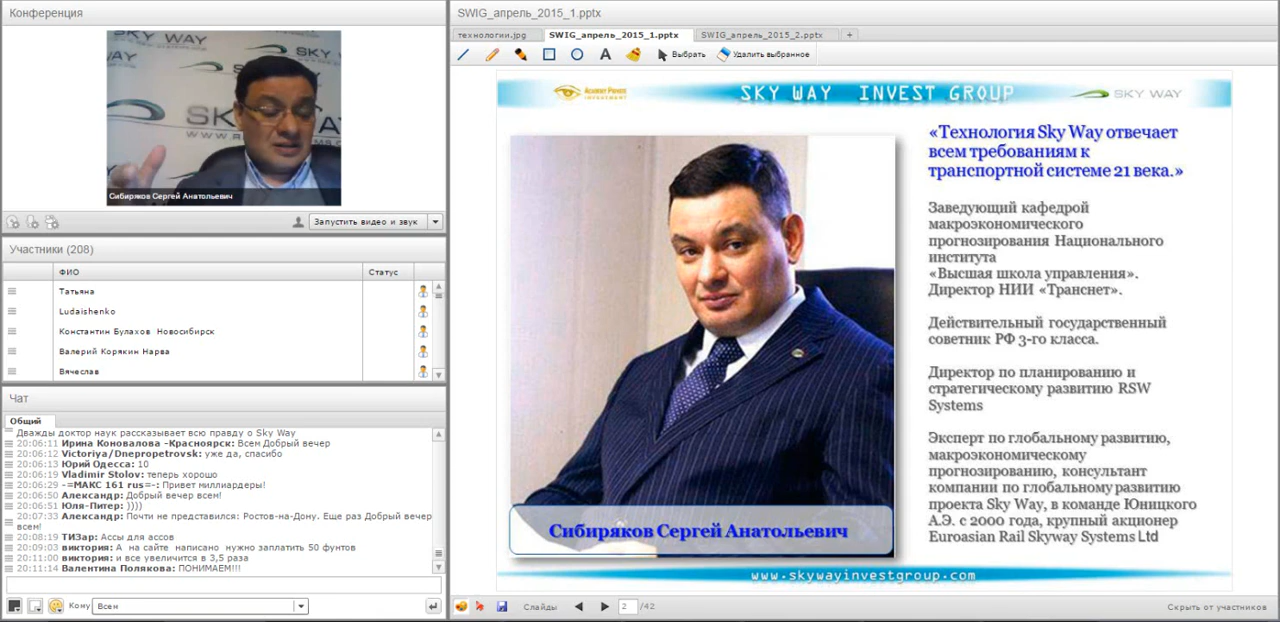 Конференция
SKY WAY
SKY WAY
SK
WWW.R
Сибиряков Сергей Анатольевич
Запустить видео и звук
Участники (208)
ФИО
Статус
Татьяна
Ludaishenko
Константин Булахов Новосибирск
Валерий Корякин Нарва
Вячеслав
Чат
Общий
Дважды доктор наук рассказывает всю правду о Sky Way
20:06:11 Ирина Коновалова -Красноярск: Всем Добрый вечер
20:06:12 Victoriya/Dnepropetrovsk: уже да, спасибо
20:06:13 Юрий Одесса: 10
20:06:19 Vladimir Stolov: теперь хорошо
20:06:29 -=МАКС 161 rus=-: Привет миллиардеры!
20:06:50 Александр: Добрый вечер всем!
20:06:51 Юля-Питер: ))))
20:07:33 Александр: Почти не представился: Ростов-на-Дону. Еще раз Добрый вечер
всем!
20:08:19 ТИЗар: Ассы для ассов
20:09:03 виктория: А на сайте написано нужно заплатить 50 фунтов
20:11:00 виктория: и все увеличится в 3,5 раза
20:11:14 Валентина Полякова: ПОНИМАЕМ!!!
Кому
Всем
SWIG_апрель_2015_1.pptx
технологии.jpg
SWIG_апрель_2015_1.pptx
SWIG_апрель_2015_2.pptx
+
A
Выбрать
Удалить выбранное
ACADEMY PRIVATE
INVESTMENT
SKY WAY INVEST GROUP
SKY WAY
«Технология Sky Way отвечает
всем требованиям к
транспортной системе 21 века.»
Заведующий кафедрой
макроэкономического
прогнозирования Национального
института
«Высшая школа управления».
Директор НИИ «Транснет».
Действительный государственный
советник РФ 3-го класса.
Директор по планированию и
стратегическому развитию RSW
Systems
Эксперт по глобальному развитию,
макроэкономическому
прогнозированию, консультант
компании по глобальному развитию
проекта Sky Way, в команде Юницкого
А.Э. с 2000 года, крупный акционер
Euroasian Rail Skyway Systems Ltd
Сибиряков Сергей Анатольевич
www.skywayinvestgroup.com
Слайды
2
/42
Скрыть от участников